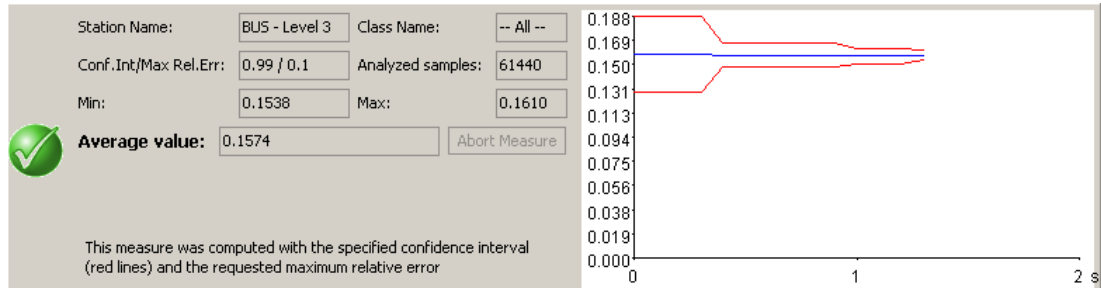 Station Name: BUS - Level 3 Class Name: -- All --
Conf.Int/Max Rel.Err: 0.99 / 0.1 Analyzed samples: 61440
Min: 0.1538 Max: 0.1610
Average value: 0.1574 Abort Measure
This measure was computed with the specified confidence interval
(red lines) and the requested maximum relative error
0.188
0.169
0.150
0.131
0.113
0.094
0.075
0.056
0.038
0.019
0.000
0 1 2 s